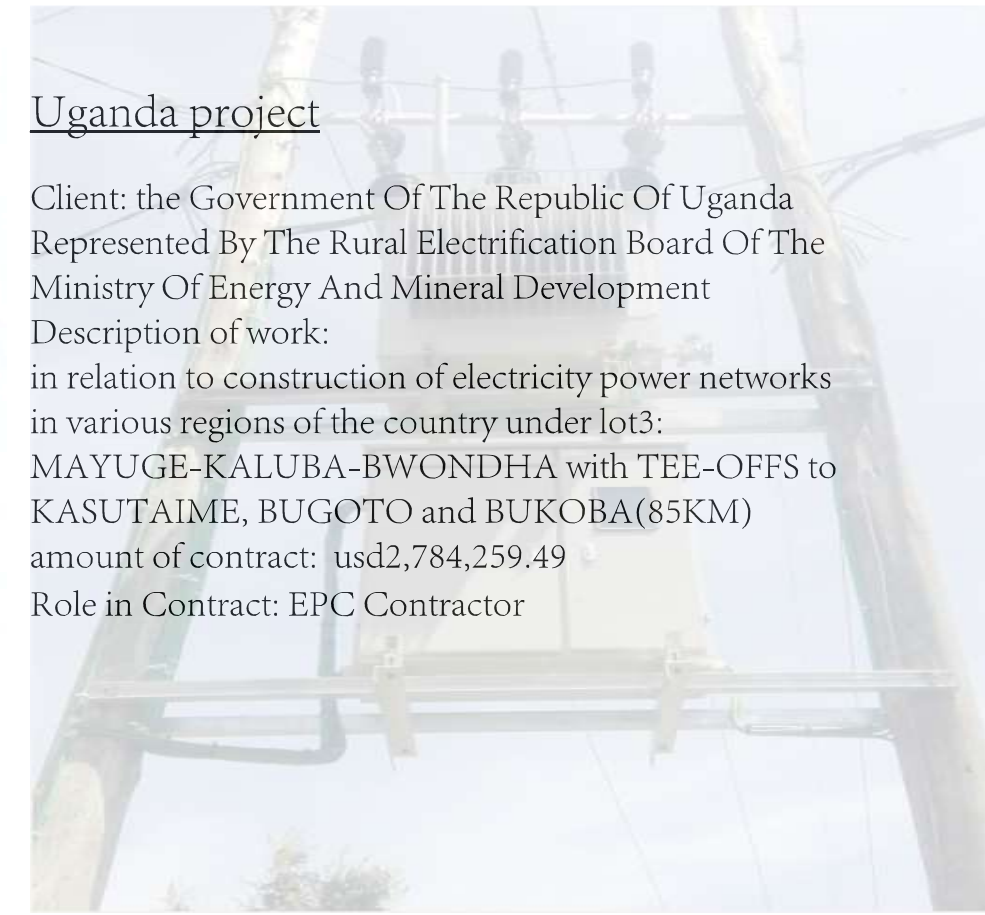 Uganda project
Client: the Government Of The Republic Of Uganda
Represented By The Rural Electrification Board Of The
Ministry Of Energy And Mineral Development
Description of work:
in relation to construction of electricity power networks
in various regions of the country under lot3:
MAYUGE-KALUBA-BWONDHA with TEE-OFFS to
KASUTAIME, BUGOTO and BUKOBA(85KM)
amount of contract:  usd2,784,259.49
Role in Contract: EPC Contractor